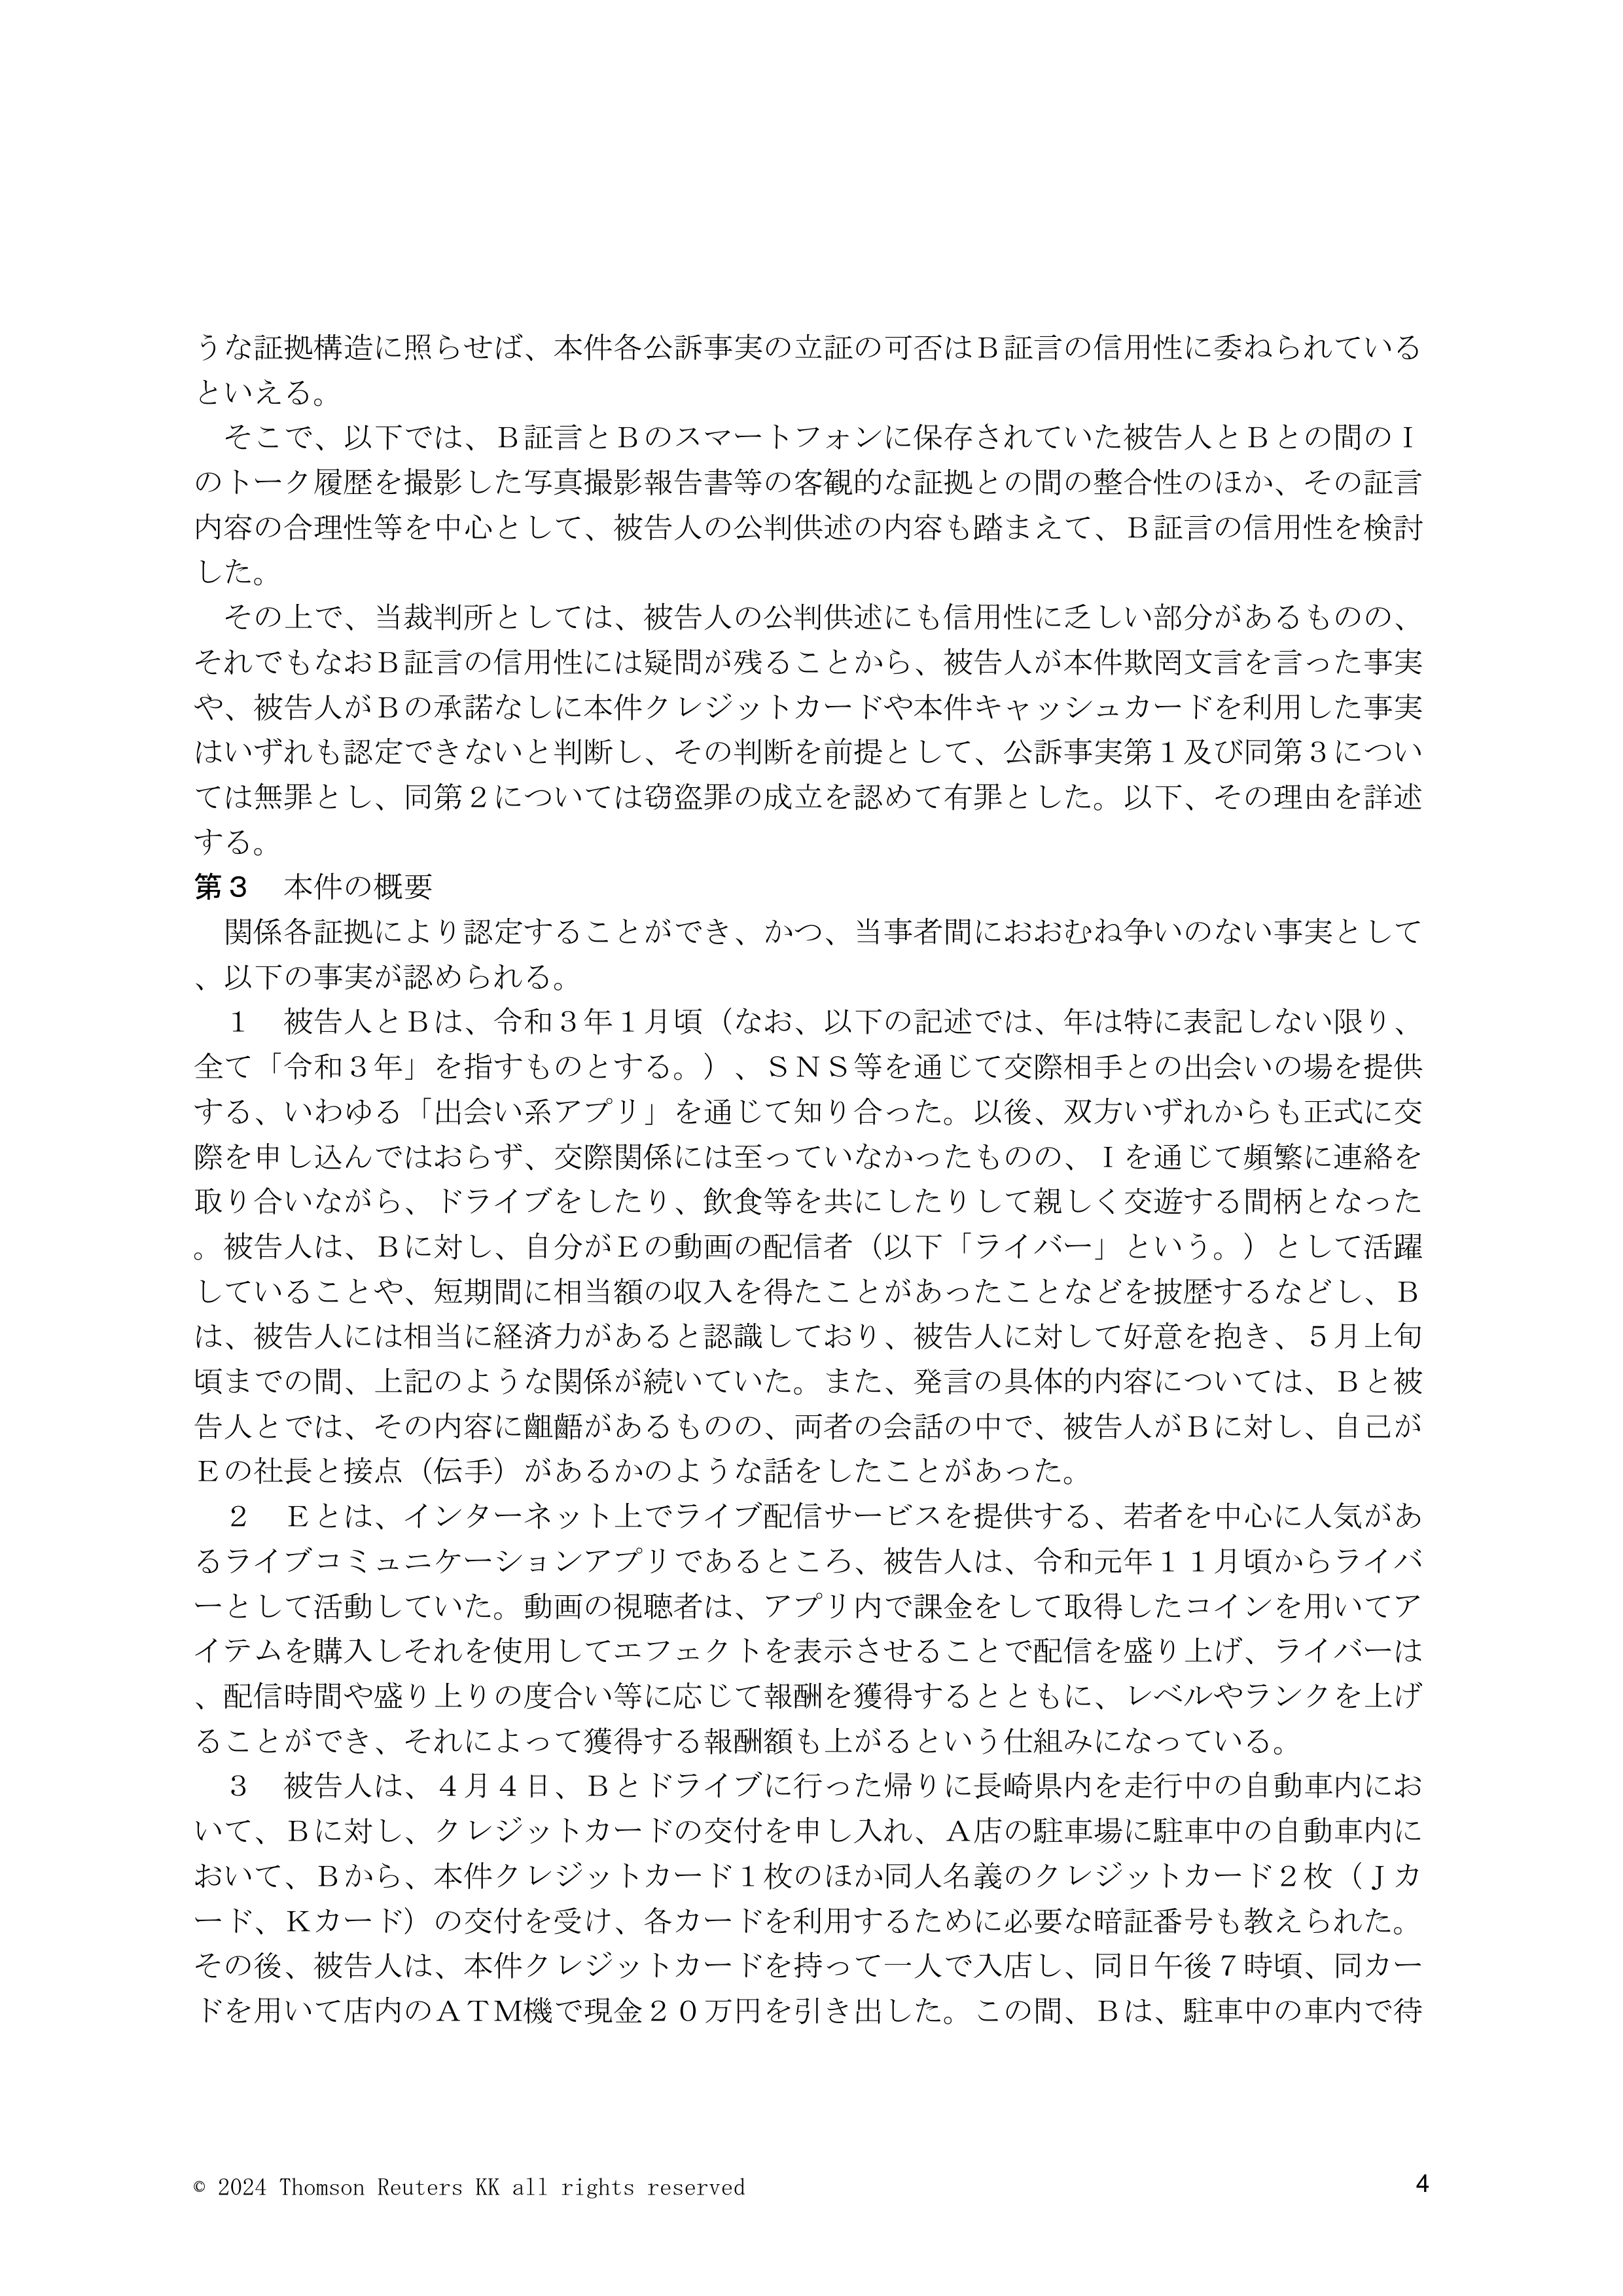 うな証拠構造に照らせば、本件各公訴事実の立証の可否はＢ証言の信用性に委ねられている
といえる。
　そこで、以下では、Ｂ証言とＢのスマートフォンに保存されていた被告人とＢとの間のＩ
のトーク履歴を撮影した写真撮影報告書等の客観的な証拠との間の整合性のほか、その証言
内容の合理性等を中心として、被告人の公判供述の内容も踏まえて、Ｂ証言の信用性を検討
した。
　その上で、当裁判所としては、被告人の公判供述にも信用性に乏しい部分があるものの、
それでもなおＢ証言の信用性には疑問が残ることから、被告人が本件欺罔文言を言った事実
や、被告人がＢの承諾なしに本件クレジットカードや本件キャッシュカードを利用した事実
はいずれも認定できないと判断し、その判断を前提として、公訴事実第１及び同第３につい
ては無罪とし、同第２については窃盗罪の成立を認めて有罪とした。以下、その理由を詳述
する。
第３　本件の概要
　関係各証拠により認定することができ、かつ、当事者間におおむね争いのない事実として
、以下の事実が認められる。
　１　被告人とＢは、令和３年１月頃（なお、以下の記述では、年は特に表記しない限り、
全て「令和３年」を指すものとする。）、ＳＮＳ等を通じて交際相手との出会いの場を提供
する、いわゆる「出会い系アプリ」を通じて知り合った。以後、双方いずれからも正式に交
際を申し込んではおらず、交際関係には至っていなかったものの、Ｉを通じて頻繁に連絡を
取り合いながら、ドライブをしたり、飲食等を共にしたりして親しく交遊する間柄となった
。被告人は、Ｂに対し、自分がＥの動画の配信者（以下「ライバー」という。）として活躍
していることや、短期間に相当額の収入を得たことがあったことなどを披歴するなどし、Ｂ
は、被告人には相当に経済力があると認識しており、被告人に対して好意を抱き、５月上旬
頃までの間、上記のような関係が続いていた。また、発言の具体的内容については、Ｂと被
告人とでは、その内容に齟齬があるものの、両者の会話の中で、被告人がＢに対し、自己が
Ｅの社長と接点（伝手）があるかのような話をしたことがあった。
　２　Ｅとは、インターネット上でライブ配信サービスを提供する、若者を中心に人気があ
るライブコミュニケーションアプリであるところ、被告人は、令和元年１１月頃からライバ
ーとして活動していた。動画の視聴者は、アプリ内で課金をして取得したコインを用いてア
イテムを購入しそれを使用してエフェクトを表示させることで配信を盛り上げ、ライバーは
、配信時間や盛り上りの度合い等に応じて報酬を獲得するとともに、レベルやランクを上げ
ることができ、それによって獲得する報酬額も上がるという仕組みになっている。
　３　被告人は、４月４日、Ｂとドライブに行った帰りに長崎県内を走行中の自動車内にお
いて、Ｂに対し、クレジットカードの交付を申し入れ、Ａ店の駐車場に駐車中の自動車内に
おいて、Ｂから、本件クレジットカード１枚のほか同人名義のクレジットカード２枚（Ｊカ
ード、Ｋカード）の交付を受け、各カードを利用するために必要な暗証番号も教えられた。
その後、被告人は、本件クレジットカードを持って一人で入店し、同日午後７時頃、同カー
ドを用いて店内のＡＴＭ機で現金２０万円を引き出した。この間、Ｂは、駐車中の車内で待
© 2024 Thomson Reuters KK all rights reserved
4